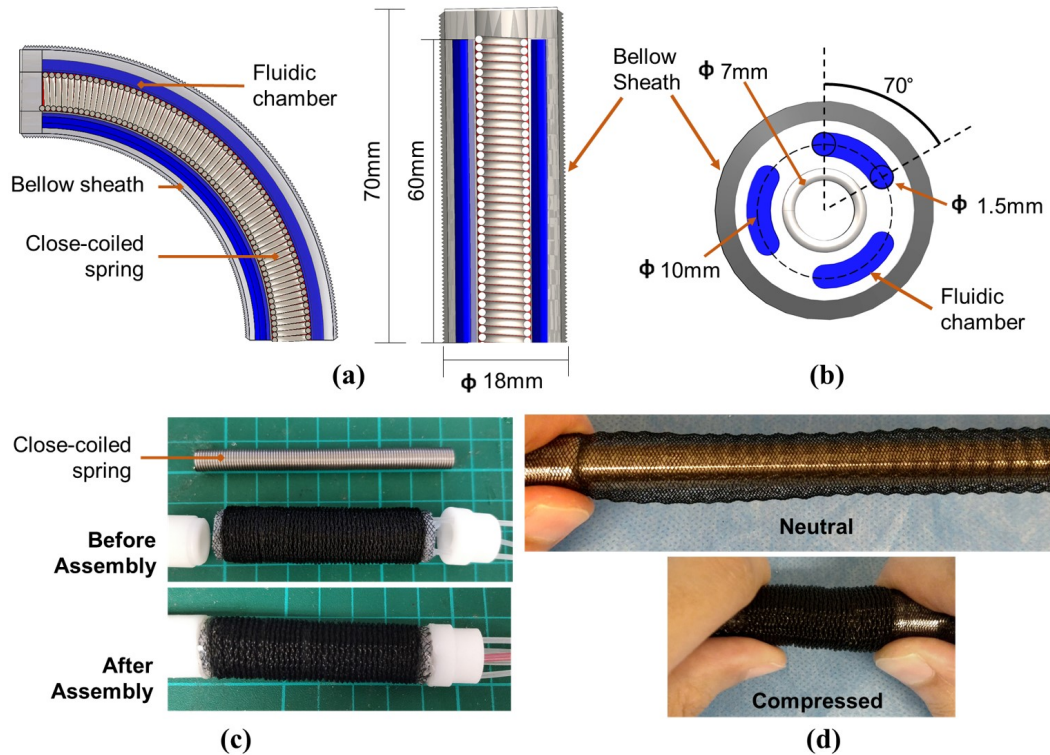 Fluidic
chamber
Bellow sheath
Close-coiled
spring
(a)
70mm
60mm
ϕ 18mm
Bellow
Sheath
ϕ 7mm
70°
ϕ 1.5mm
ϕ 10mm
Fluidic
chamber
(b)
Close-coiled
spring
Before
Assembly
After
Assembly
(c)
Neutral
Compressed
(d)